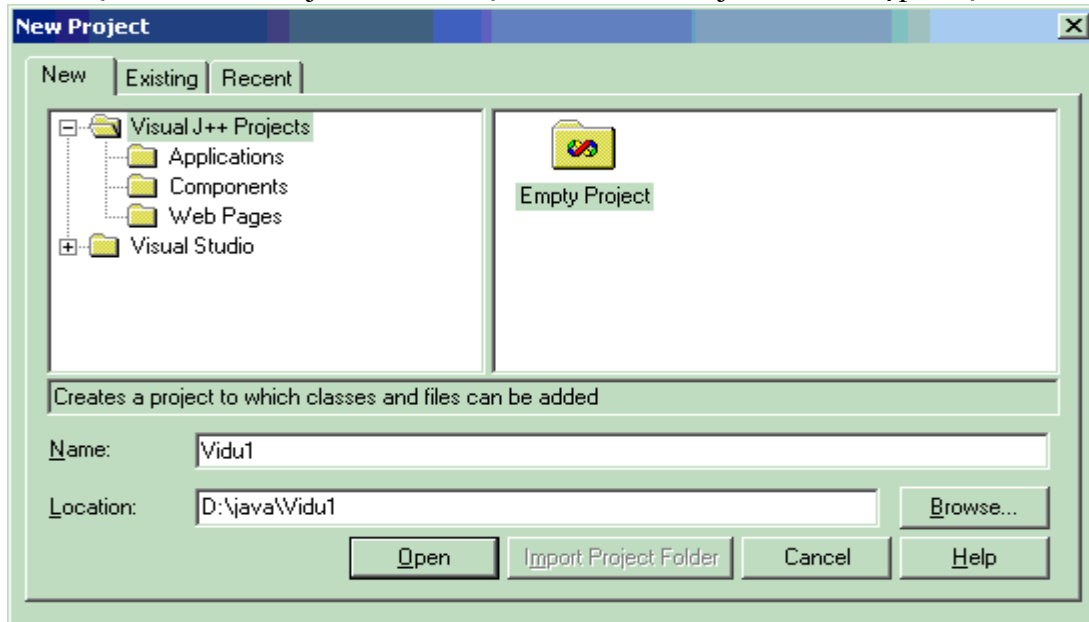 New Project
New Existing Recent
Visual J++ Projects
Applications
Components
Web Pages
Visual Studio
Empty Project
Creates a project to which classes and files can be added
Name: Vidu1
Location: D:\java\Vidu1 Browse...
Open Import Project Folder Cancel Help